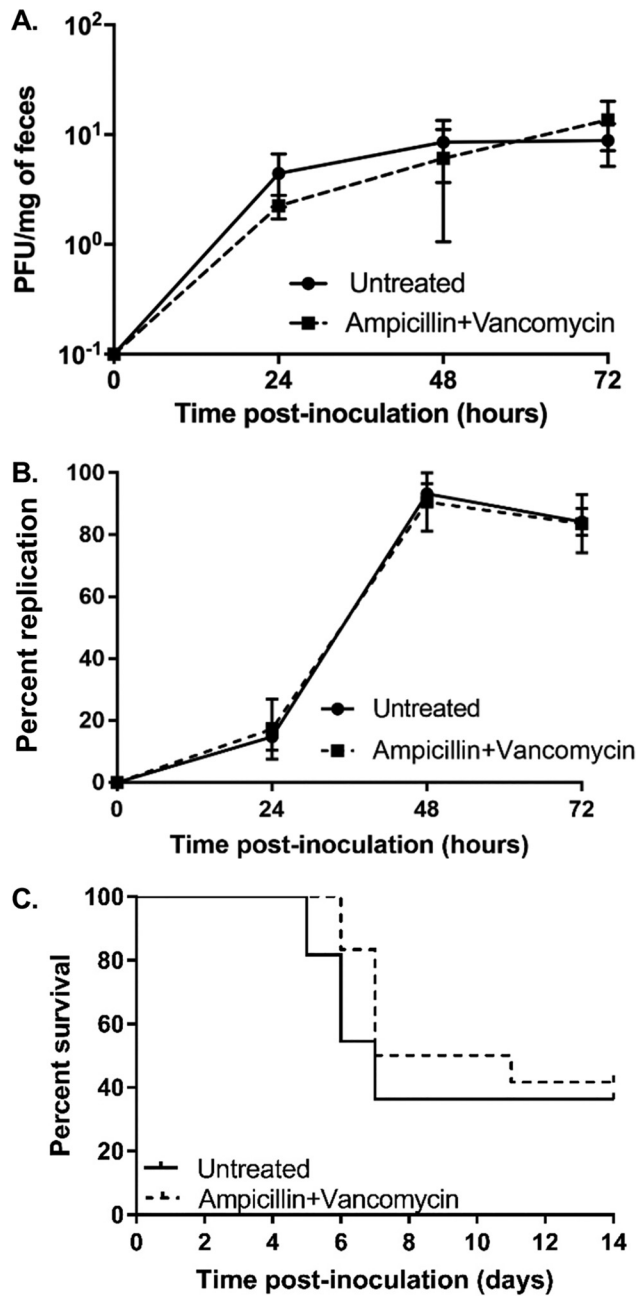 A.
PFU/mg of feces
10²
10¹
10⁰
10⁻¹
Untreated
Ampicillin+Vancomycin
0 24 48 72
Time post-inoculation (hours)
B.
Percent replication
100
80
60
40
20
0
Untreated
Ampicillin+Vancomycin
0 24 48 72
Time post-inoculation (hours)
C.
Percent survival
100
80
60
40
20
0
Untreated
Ampicillin+Vancomycin
0 2 4 6 8 10 12 14
Time post-inoculation (days)